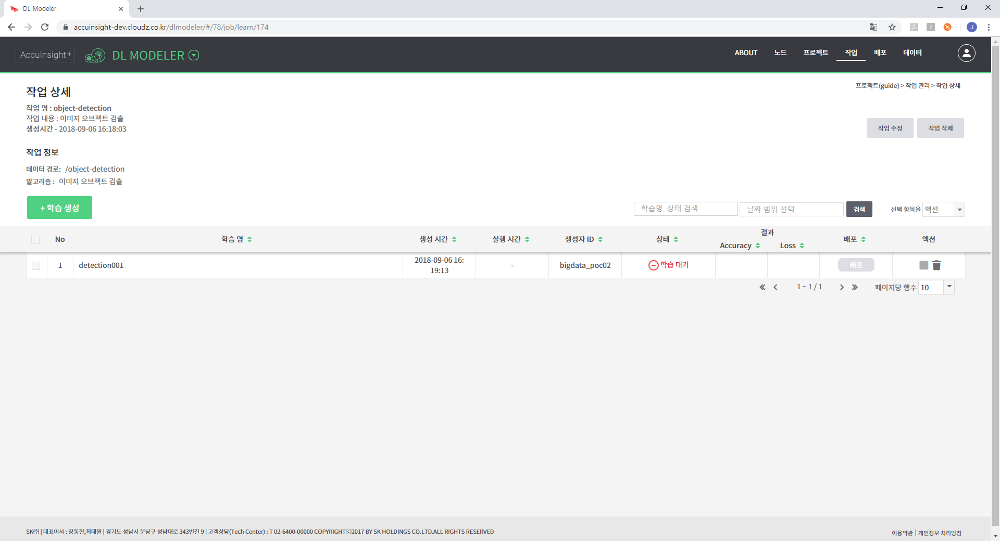 DL Modeler
accuinsight-dev.cloudz.co.kr/dlmodeler/#/78/job/learn/174
J
AccuInsight+
DL MODELER
ABOUT 노드 프로젝트 작업 배포 데이터
프로젝트(guide) > 작업 관리 > 작업 상세
작업 상세
작업 명 : object-detection
작업 내용 : 이미지 오브젝트 검출
생성시간 - 2018-09-06 16:18:03
작업 수정 작업 삭제
작업 정보
데이터 경로: /object-detection
알고리즘 : 이미지 오브젝트 검출
+ 학습 생성
학습명, 상태 검색 날짜 범위 선택 검색 선택 항목을 액션
No 학습 명 생성 시간 실행 시간 생성자 ID 상태 결과 배포 액션
Accuracy Loss
1 detection001 2018-09-06 16:19:13 - bigdata_poc02 학습 대기 배포
« ‹ 1 ~ 1 / 1 › » 페이지당 행수 10
SK㈜ | 대표이사 : 장동현,최태원 | 경기도 성남시 분당구 성남대로 343번길 9 | 고객상담(Tech Center) : T 02-6400-00000 COPYRIGHTⓒ2017 BY SK HOLDINGS CO.LTD.ALL RIGHTS RESERVED
이용약관 | 개인정보 처리방침